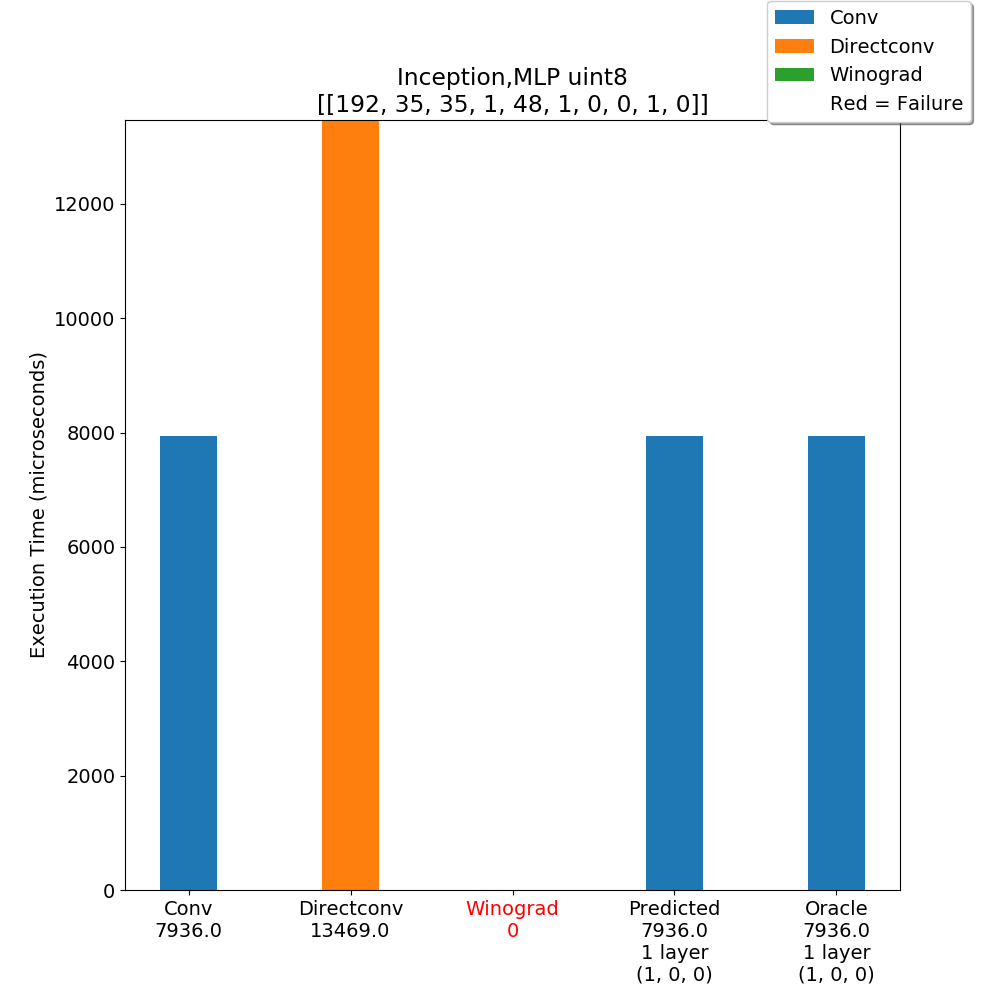 Conv
Directconv
Winograd
Red = Failure
Inception,MLP uint8
[[192, 35, 35, 1, 48, 1, 0, 0, 1, 0]]
Execution Time (microseconds)
12000
10000
8000
6000
4000
2000
0
Conv
7936.0
Directconv
13469.0
Winograd
0
Predicted
7936.0
1 layer
(1, 0, 0)
Oracle
7936.0
1 layer
(1, 0, 0)